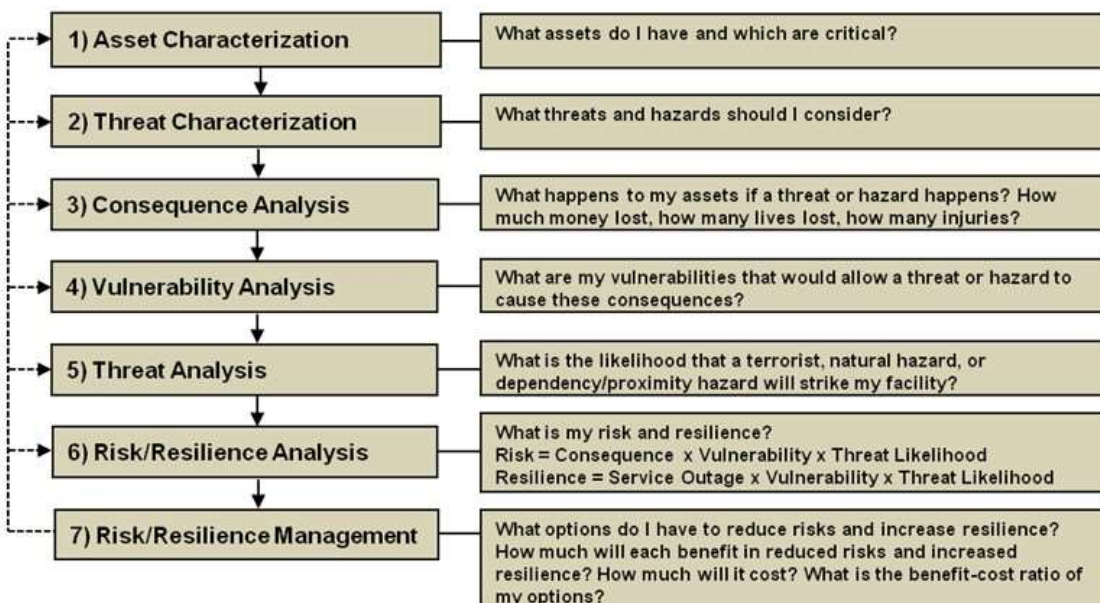 1) Asset Characterization
What assets do I have and which are critical?
2) Threat Characterization
What threats and hazards should I consider?
3) Consequence Analysis
What happens to my assets if a threat or hazard happens? How
much money lost, how many lives lost, how many injuries?
4) Vulnerability Analysis
What are my vulnerabilities that would allow a threat or hazard to
cause these consequences?
5) Threat Analysis
What is the likelihood that a terrorist, natural hazard, or
dependency/proximity hazard will strike my facility?
6) Risk/Resilience Analysis
What is my risk and resilience?
Risk = Consequence x Vulnerability x Threat Likelihood
Resilience = Service Outage x Vulnerability x Threat Likelihood
7) Risk/Resilience Management
What options do I have to reduce risks and increase resilience?
How much will each benefit in reduced risks and increased
resilience? How much will it cost? What is the benefit-cost ratio of
my options?